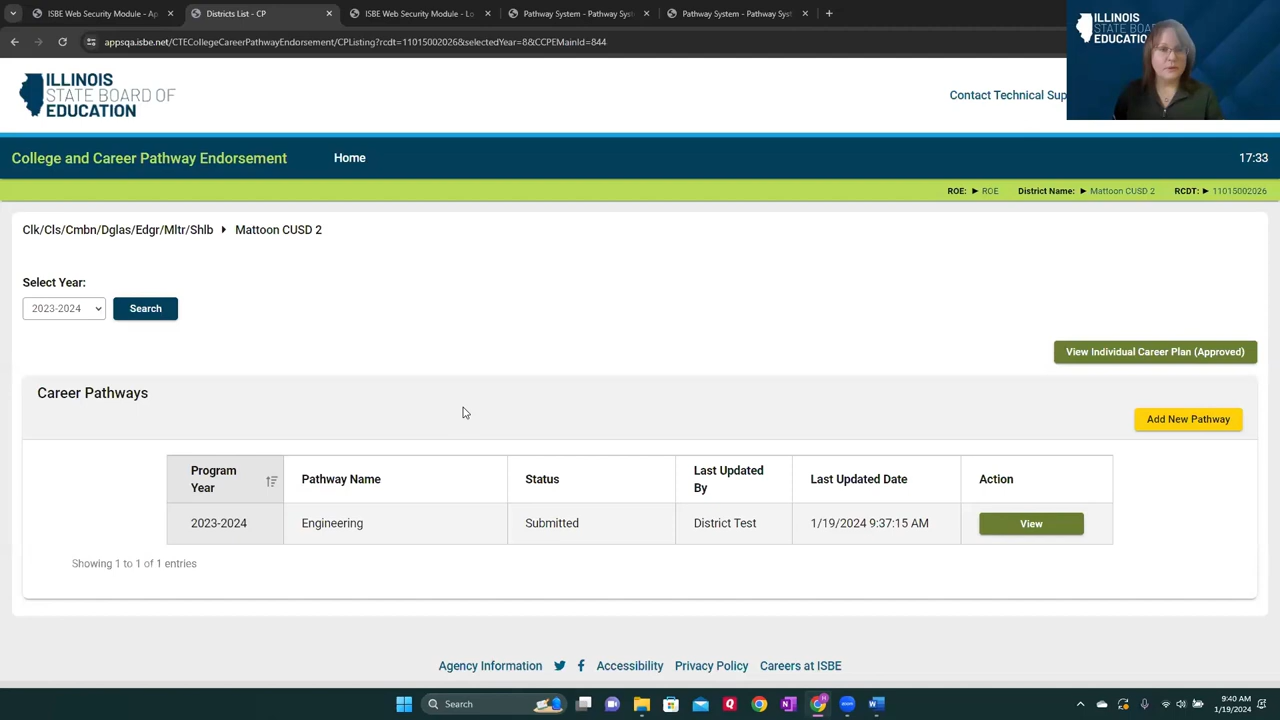 ISBE Web Security Module - Ap
Districts List - CP
ISBE Web Security Module - Lo
Pathway System - Pathway Sys
Pathway System - Pathway Sys
appsqa.isbe.net/CTECollegeCareerPathwayEndorsement/CPListing?rcdt=11015002026&selectedYear=8&CCPEMainId=844
ILLINOIS
STATE BOARD OF
EDUCATION
Contact Technical Sup
ILLINOIS
STATE BOA
EDUCATIO
College and Career Pathway Endorsement
Home
17:33
ROE: ▶ ROE District Name: ▶ Mattoon CUSD 2 RCDT: ▶ 11015002026
Clk/Cls/Cmbn/Dglas/Edgr/Mltr/Shlb ▶ Mattoon CUSD 2
Select Year:
2023-2024
Search
View Individual Career Plan (Approved)
Career Pathways
Add New Pathway
Program
Year
Pathway Name
Status
Last Updated
By
Last Updated Date
Action
2023-2024 Engineering Submitted District Test 1/19/2024 9:37:15 AM View
Showing 1 to 1 of 1 entries
Agency Information Accessibility Privacy Policy Careers at ISBE
Search
9:40 AM
1/19/2024